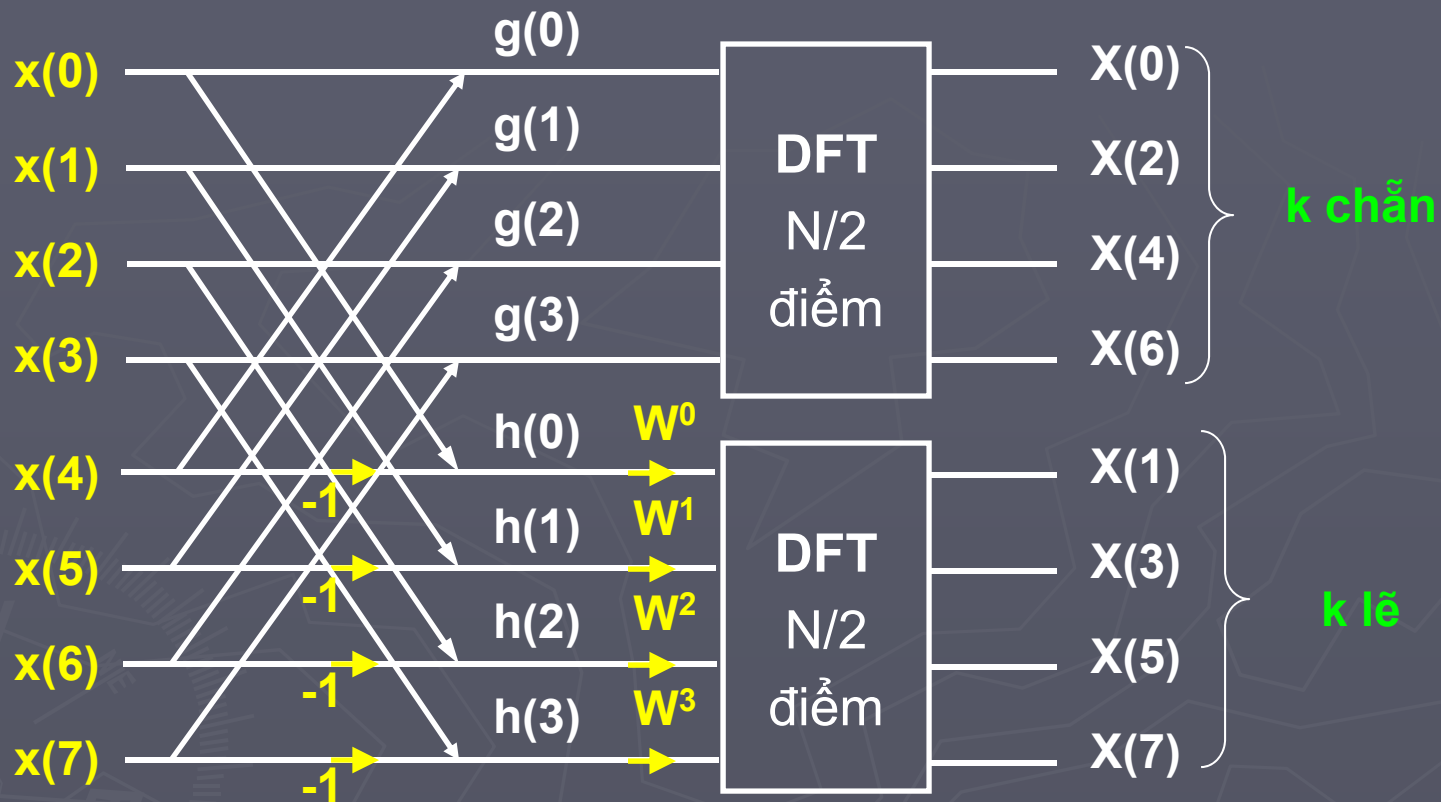 g(0)
x(0)
X(0)
g(1)
x(1)
DFT
X(2)
k chẵn
g(2)
N/2
x(2)
X(4)
g(3)
điểm
x(3)
X(6)
h(0)
W⁰
x(4)
-1
X(1)
h(1)
W¹
x(5)
-1
DFT
X(3)
h(2)
W²
N/2
k lẽ
x(6)
-1
X(5)
h(3)
W³
điểm
x(7)
-1
X(7)